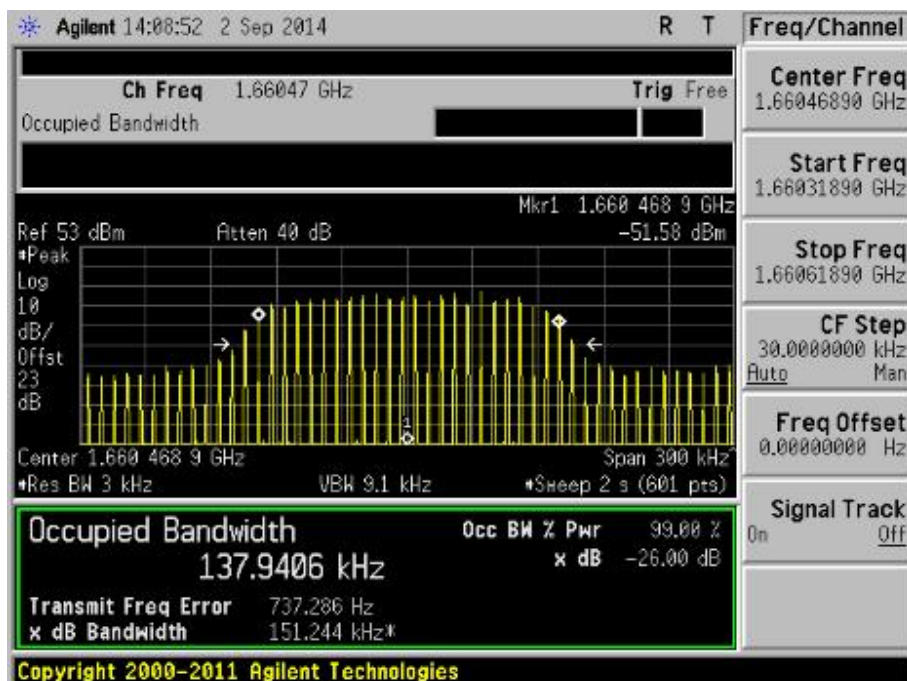 Agilent 14:08:52 2 Sep 2014 R T
Freq/Channel
Ch Freq 1.66047 GHz Trig Free
Occupied Bandwidth
Center Freq
1.66046890 GHz
Start Freq
1.66031890 GHz
Stop Freq
1.66061890 GHz
CF Step
30.0000000 kHz
Auto Man
Freq Offset
0.00000000 Hz
Signal Track
On Off
Mkr1 1.660 468 9 GHz
Ref 53 dBm Atten 40 dB -51.58 dBm
*Peak
Log
10
dB/
Offst
23
dB
1
Center 1.660 468 9 GHz Span 300 kHz^
*Res BW 3 kHz VBW 9.1 kHz *Sweep 2 s (601 pts)
Occupied Bandwidth Occ BW % Pwr 99.00 %
137.9406 kHz x dB -26.00 dB
Transmit Freq Error 737.286 Hz
x dB Bandwidth 151.244 kHz*
Copyright 2000-2011 Agilent Technologies